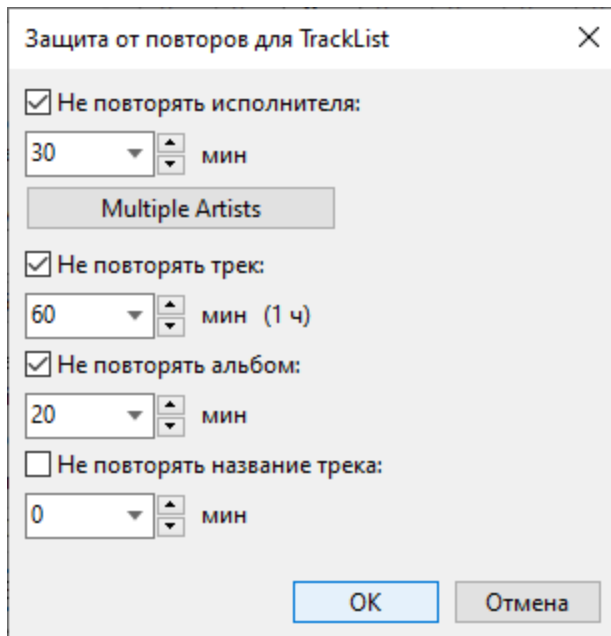 Защита от повторов для TrackList
Не повторять исполнителя:
30 мин
Multiple Artists
Не повторять трек:
60 мин (1 ч)
Не повторять альбом:
20 мин
Не повторять название трека:
0 мин
OK Отмена